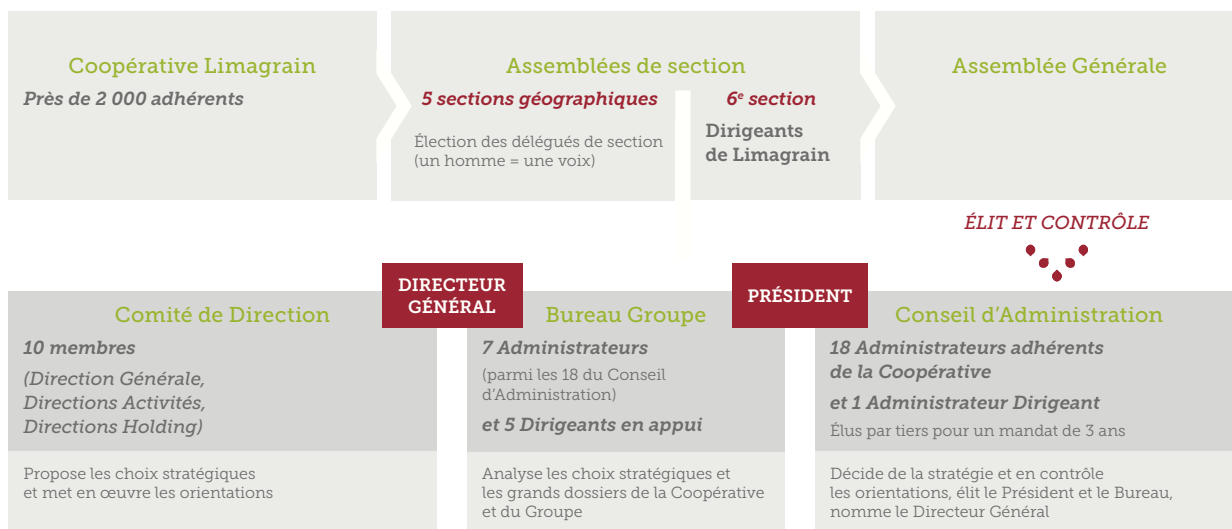 Coopérative Limagrain
Près de 2 000 adhérents
Assemblées de section
5 sections géographiques
Élection des délégués de section
(un homme = une voix)
6e section
Dirigeants
de Limagrain
Assemblée Générale
ÉLIT ET CONTRÔLE
DIRECTEUR
GÉNÉRAL
PRÉSIDENT
Comité de Direction
10 membres
(Direction Générale,
Directions Activités,
Directions Holding)
Propose les choix stratégiques
et met en œuvre les orientations
Bureau Groupe
7 Administrateurs
(parmi les 18 du Conseil
d’Administration)
et 5 Dirigeants en appui
Analyse les choix stratégiques et
les grands dossiers de la Coopérative
et du Groupe
Conseil d’Administration
18 Administrateurs adhérents
de la Coopérative
et 1 Administrateur Dirigeant
Élus par tiers pour un mandat de 3 ans
Décide de la stratégie et en contrôle
les orientations, élit le Président et le Bureau,
nomme le Directeur Général